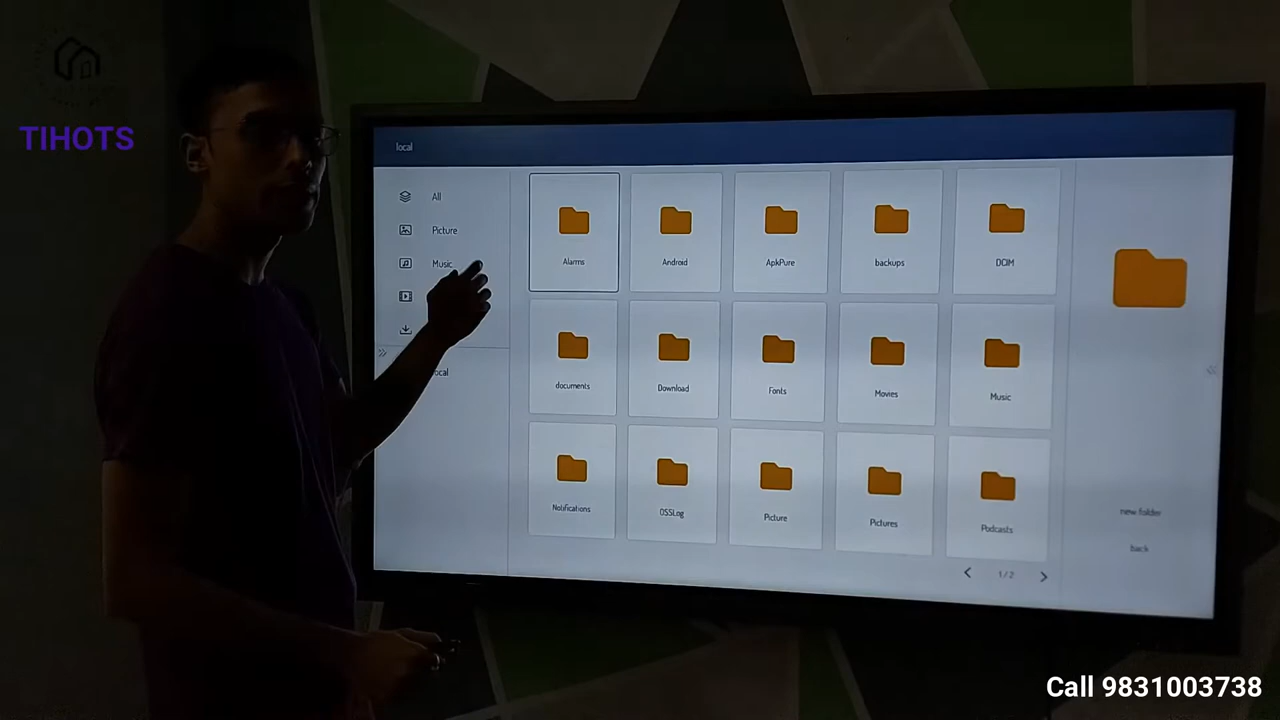 TIHOTS
local
All
Picture
Music
ocal
Alarms
Android
ApkPure
backups
DCIM
documents
Download
Fonts
Movies
Music
Notifications
OSSLog
Picture
Pictures
Podcasts
new folder
back
1/2
Call 9831003738